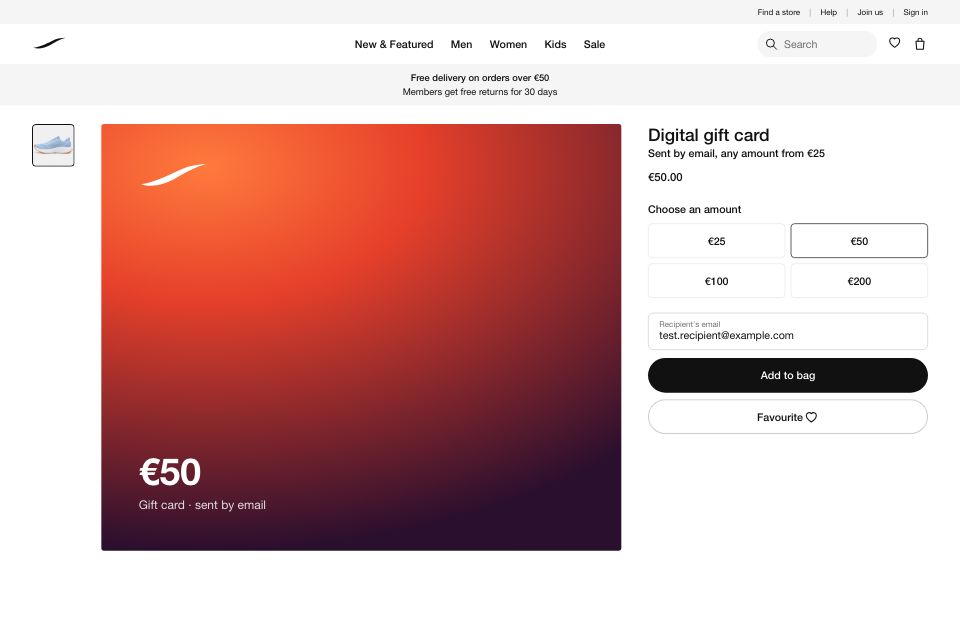 Find a store | Help | Join us | Sign in
New & Featured Men Women Kids Sale Search
Free delivery on orders over €50
Members get free returns for 30 days
Digital gift card
Sent by email, any amount from €25
€50.00
Choose an amount
€25 €50
€100 €200
Recipient's email
test.recipient@example.com
Add to bag
Favourite
€50
Gift card · sent by email